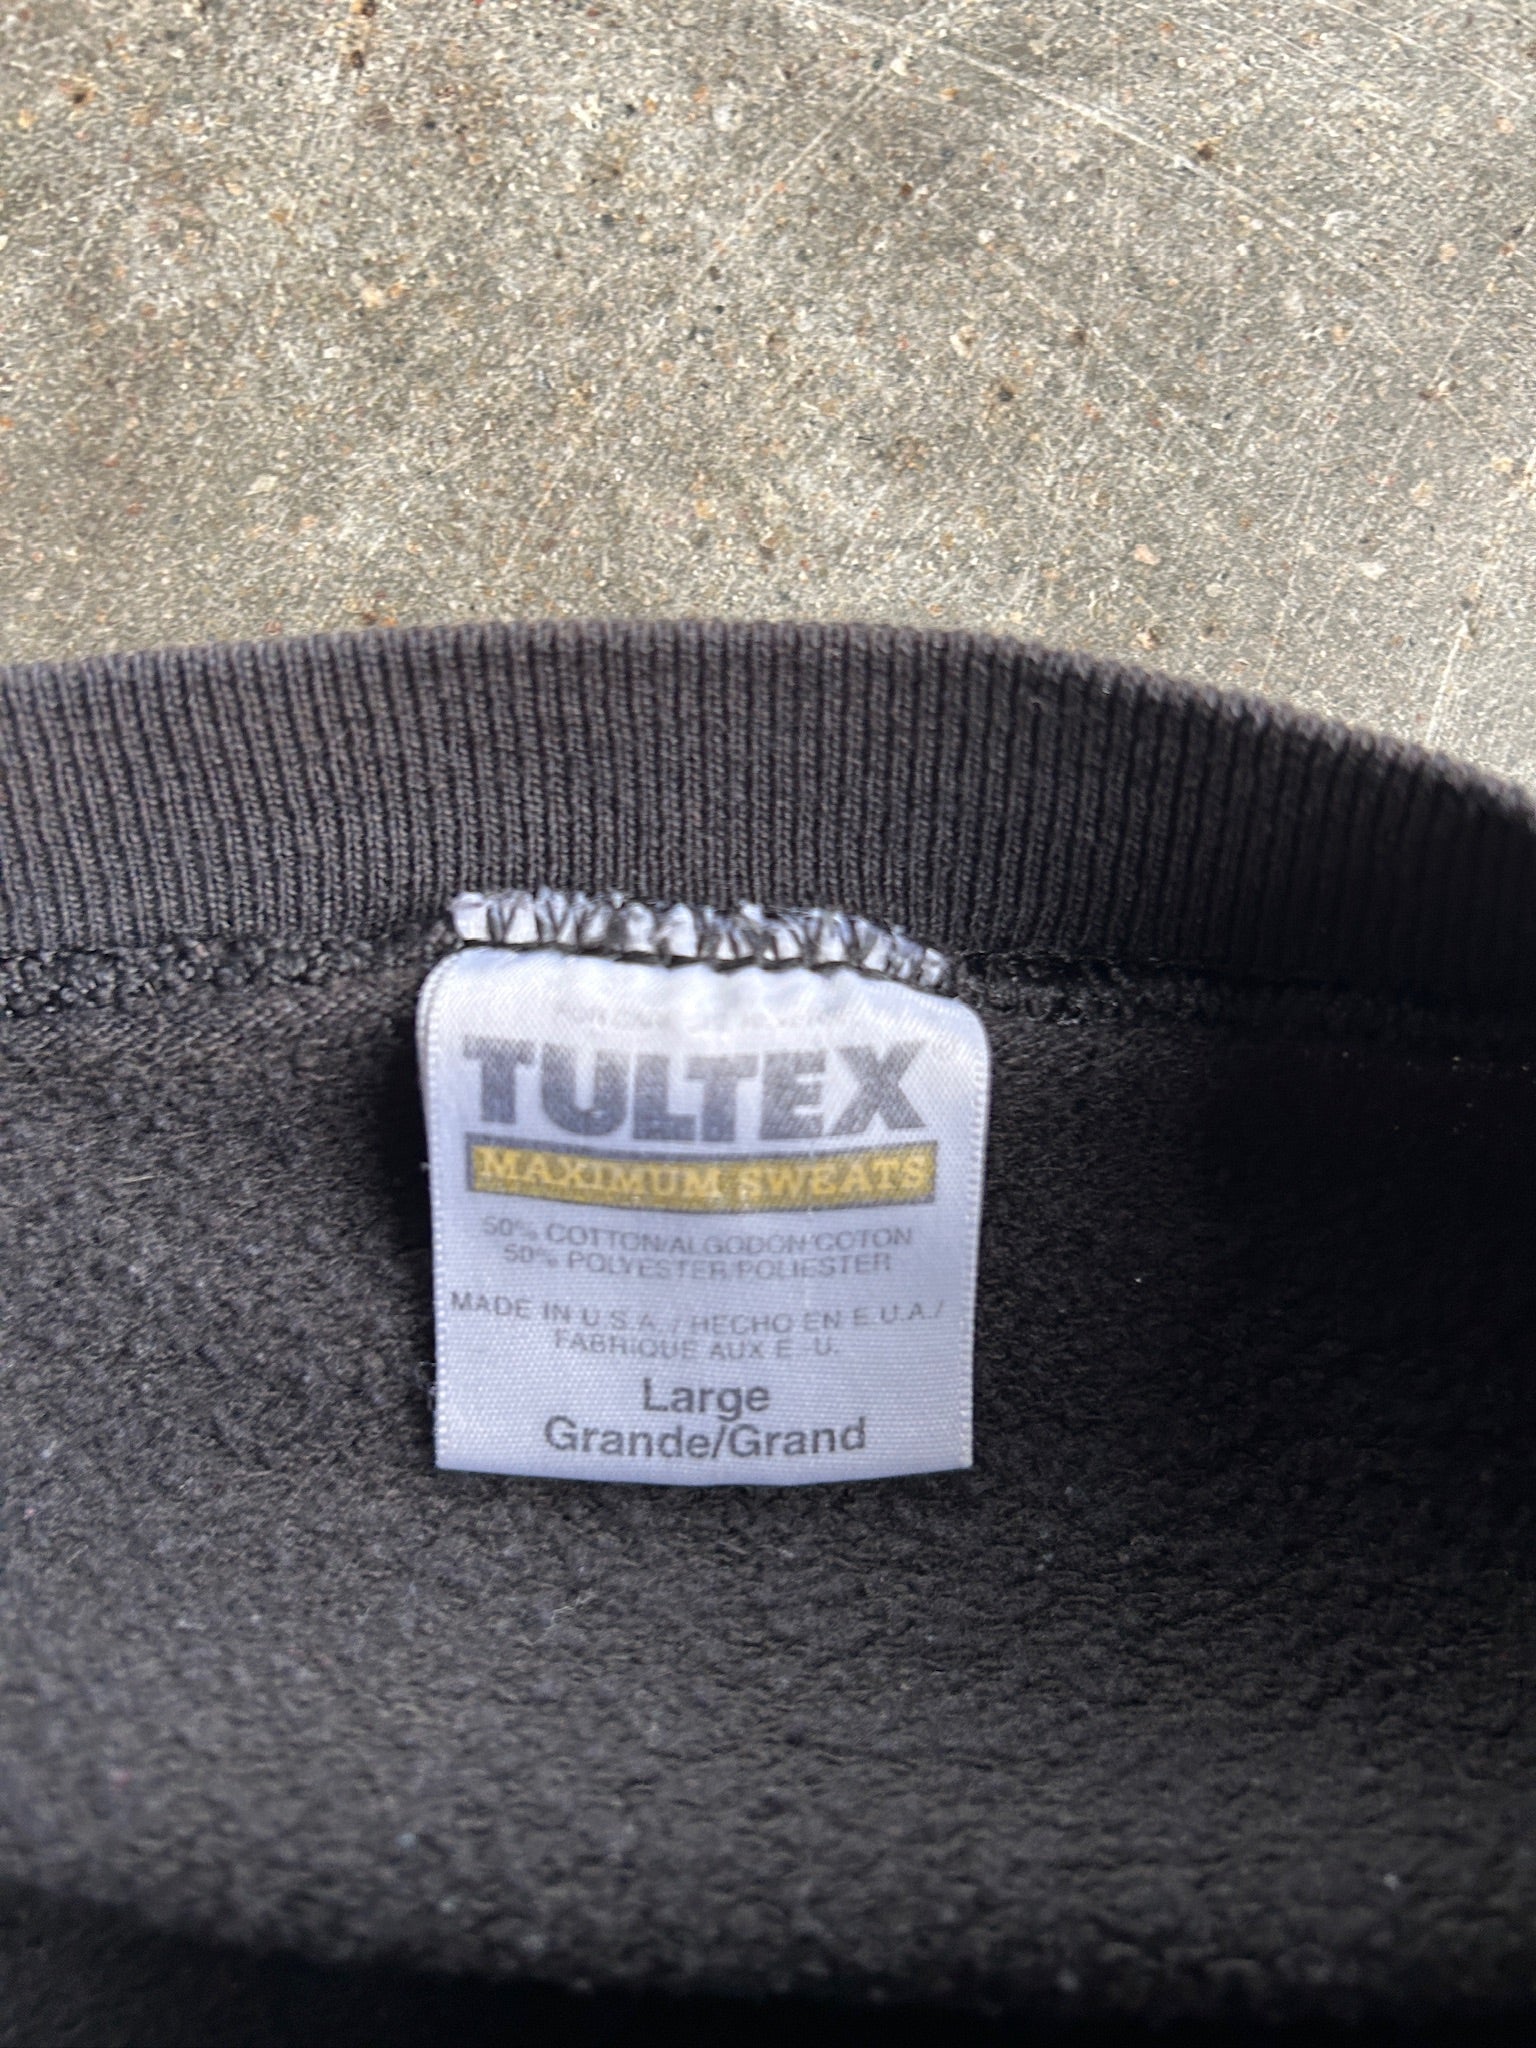 TULTEX
MAXIMUM SWEATS
50% COTTON/ALGODON/COTON
50% POLYESTER/POLIESTER
MADE IN U.S.A. / HECHO EN E.U.A./
FABRIQUE AUX E.-U.
Large
Grande/Grand